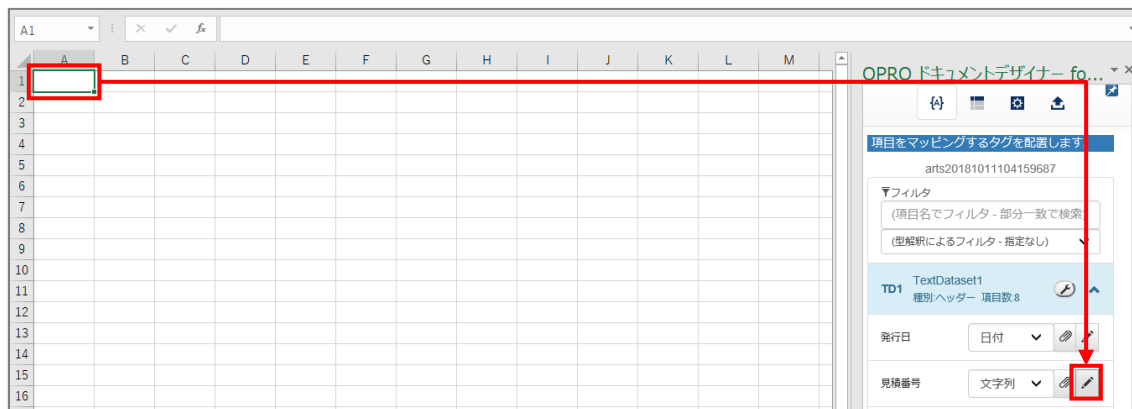 A1
fx
A B C D E F G H I J K L M
1
2
3
4
5
6
7
8
9
10
11
12
13
14
15
16
OPRO ドキュメントデザイナー fo...
{A}
項目をマッピングするタグを配置します
arts20181011104159687
フィルタ
(項目名でフィルタ - 部分一致で検索)
(型解釈によるフィルタ - 指定なし)
TD1 TextDataset1
種別:ヘッダー 項目数:8
発行日 日付
見積番号 文字列